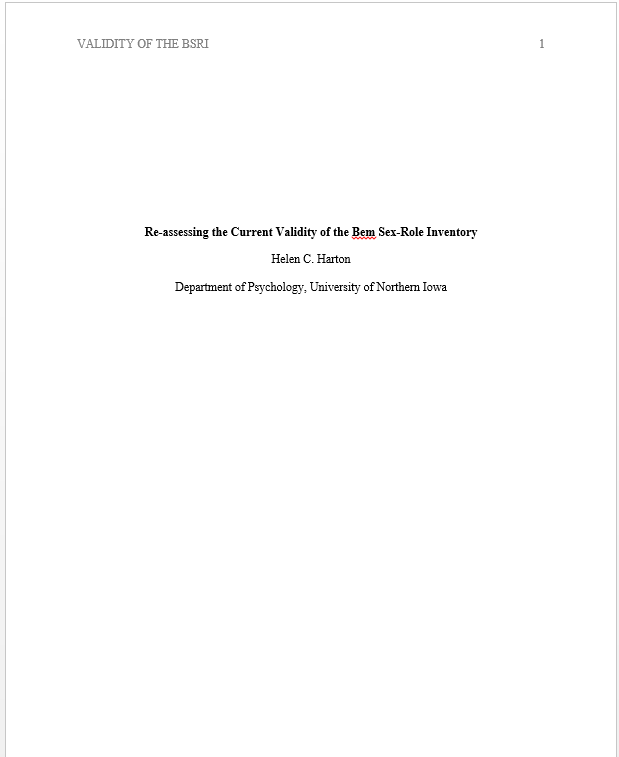 VALIDITY OF THE BSRI 1
Re-assessing the Current Validity of the Bem Sex-Role Inventory
Helen C. Harton
Department of Psychology, University of Northern Iowa